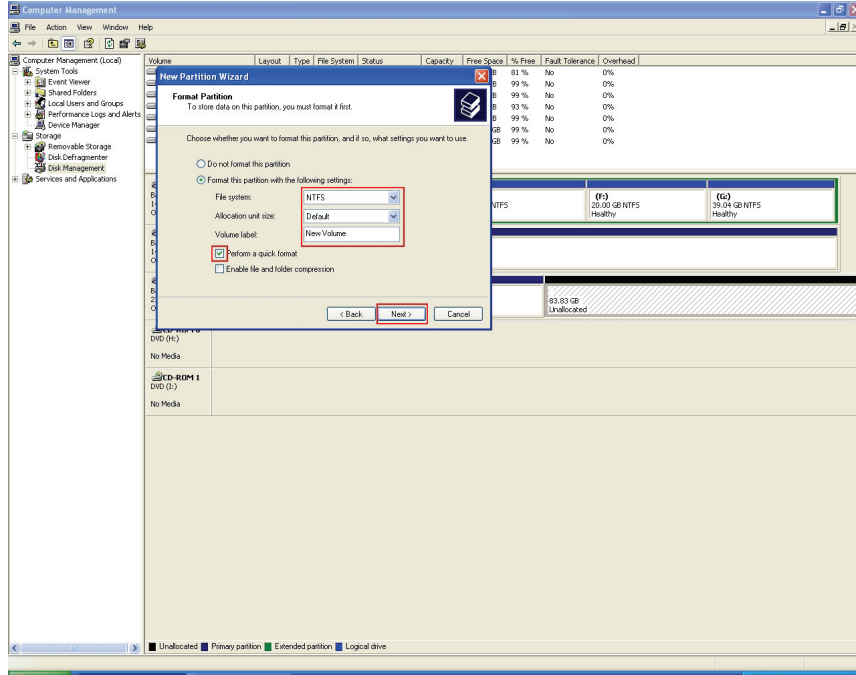 Computer Management
File Action View Window Help
Computer Management (Local)
System Tools
Event Viewer
Shared Folders
Local Users and Groups
Performance Logs and Alerts
Device Manager
Storage
Removable Storage
Disk Defragmenter
Disk Management
Services and Applications
Volume Layout Type File System Status Capacity Free Space % Free Fault Tolerance Overhead
B 81 % No 0%
B 99 % No 0%
B 99 % No 0%
B 93 % No 0%
B 99 % No 0%
GB 99 % No 0%
GB 99 % No 0%
New Partition Wizard
Format Partition
To store data on this partition, you must format it first.
Choose whether you want to format this partition, and if so, what settings you want to use.
Do not format this partition
Format this partition with the following settings:
File system: NTFS
Allocation unit size: Default
Volume label: New Volume
Perform a quick format
Enable file and folder compression
< Back Next > Cancel
(F:)
20.00 GB NTFS
Healthy
(G:)
39.04 GB NTFS
Healthy
83.83 GB
Unallocated
DVD (H:)
No Media
CD-ROM 1
DVD (I:)
No Media
Unallocated Primary partition Extended partition Logical drive